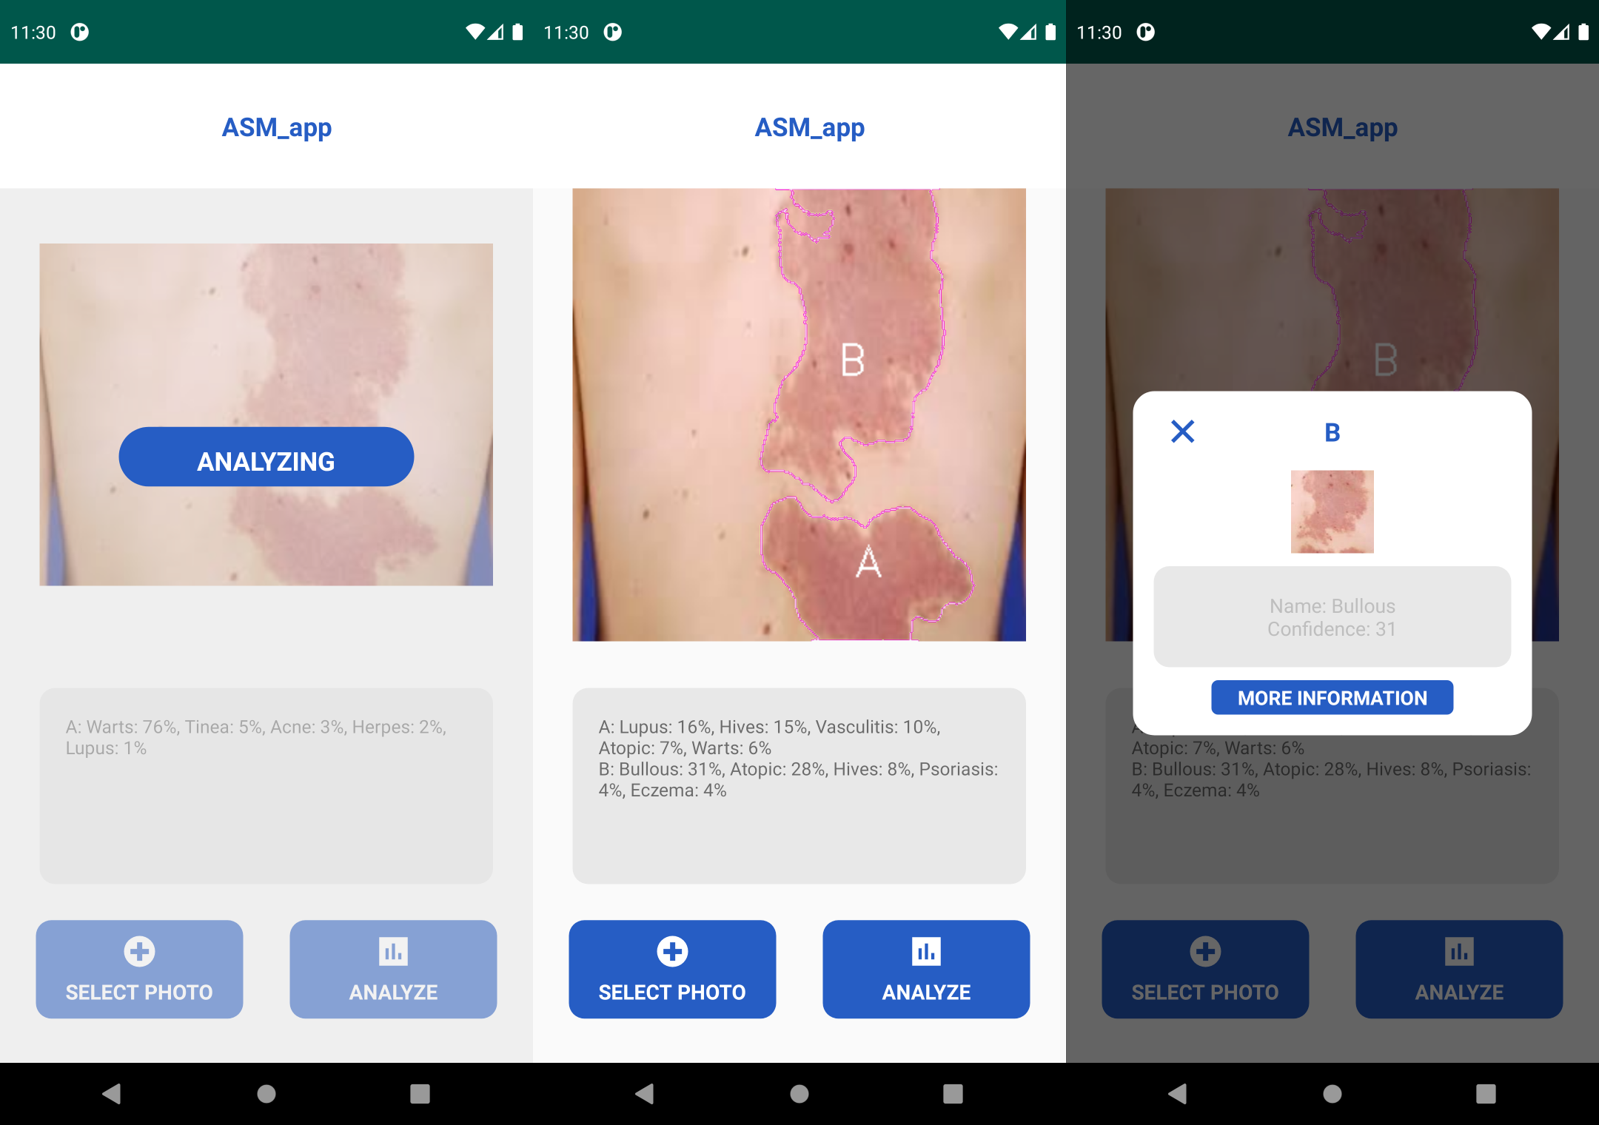 11:30
ASM_app
ANALYZING
A: Warts: 76%, Tinea: 5%, Acne: 3%, Herpes: 2%,
Lupus: 1%
SELECT PHOTO
ANALYZE
11:30
ASM_app
B
A
A: Lupus: 16%, Hives: 15%, Vasculitis: 10%,
Atopic: 7%, Warts: 6%
B: Bullous: 31%, Atopic: 28%, Hives: 8%, Psoriasis:
4%, Eczema: 4%
SELECT PHOTO
ANALYZE
11:30
ASM_app
B
B
Name: Bullous
Confidence: 31
MORE INFORMATION
Atopic: 7%, Warts: 6%
B: Bullous: 31%, Atopic: 28%, Hives: 8%, Psoriasis:
4%, Eczema: 4%
SELECT PHOTO
ANALYZE